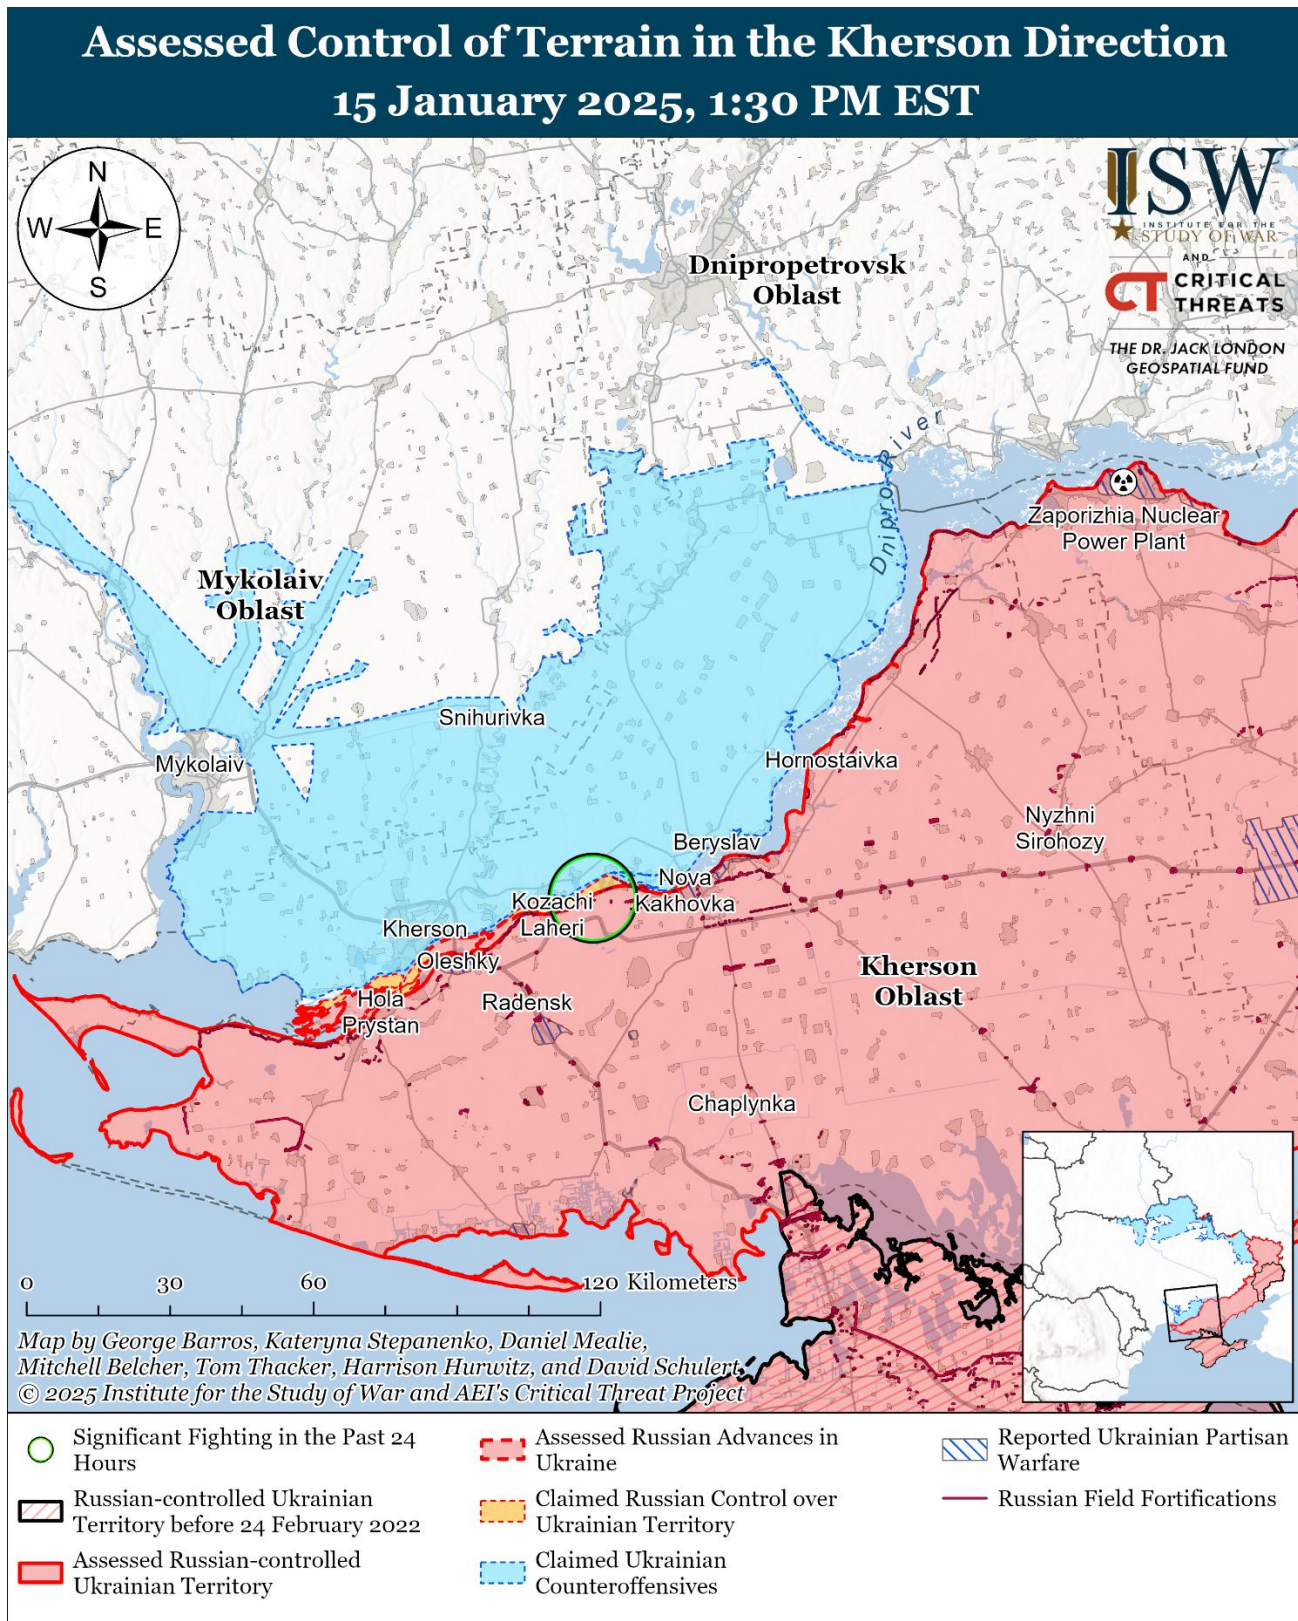 Assessed Control of Terrain in the Kherson Direction
15 January 2025, 1:30 PM EST
N
W
E
S
ISW
INSTITUTE FOR THE
STUDY OF WAR
AND
CT CRITICAL
THREATS
THE DR. JACK LONDON
GEOSPATIAL FUND
Dnipropetrovsk
Oblast
Dnipro River
Zaporizhia Nuclear
Power Plant
Mykolaiv
Oblast
Snihurivka
Mykolaiv
Hornostaivka
Nyzhni
Sirohozy
Beryslav
Nova
Kakhovka
Kozachi
Laheri
Kherson
Oleshky
Kherson
Oblast
Hola
Prystan
Radensk
Chaplynka
0 30 60 120 Kilometers
Map by George Barros, Kateryna Stepanenko, Daniel Mealie,
Mitchell Belcher, Tom Thacker, Harrison Hurwitz, and David Schulert
© 2025 Institute for the Study of War and AEI's Critical Threat Project
Significant Fighting in the Past 24
Hours
Russian-controlled Ukrainian
Territory before 24 February 2022
Assessed Russian-controlled
Ukrainian Territory
Assessed Russian Advances in
Ukraine
Claimed Russian Control over
Ukrainian Territory
Claimed Ukrainian
Counteroffensives
Reported Ukrainian Partisan
Warfare
Russian Field Fortifications